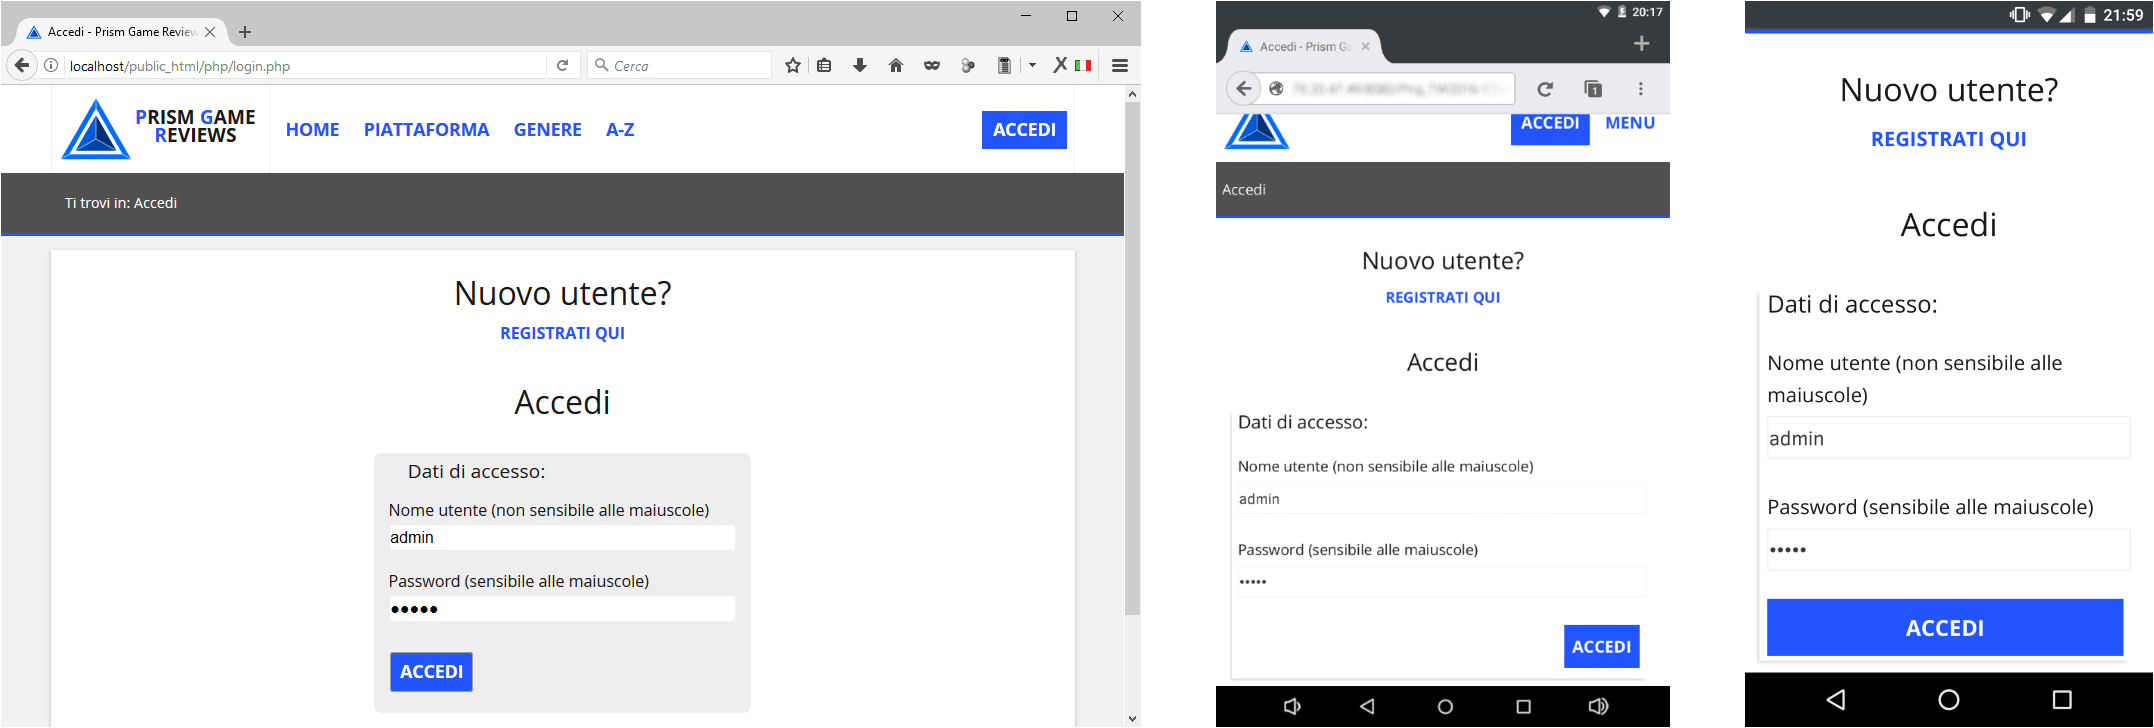 Accedi - Prism Game Review
localhost/public_html/php/login.php
Cerca
PRISM GAME
REVIEWS
HOME
PIATTAFORMA
GENERE
A-Z
ACCEDI
Ti trovi in: Accedi
Nuovo utente?
REGISTRATI QUI
Accedi
Dati di accesso:
Nome utente (non sensibile alle maiuscole)
admin
Password (sensibile alle maiuscole)
•••••
ACCEDI
20:17
Accedi - Prism Ga
1
ACCEDI
MENU
Accedi
Nuovo utente?
REGISTRATI QUI
Accedi
Dati di accesso:
Nome utente (non sensibile alle maiuscole)
admin
Password (sensibile alle maiuscole)
•••••
ACCEDI
21:59
Nuovo utente?
REGISTRATI QUI
Accedi
Dati di accesso:
Nome utente (non sensibile alle
maiuscole)
admin
Password (sensibile alle maiuscole)
•••••
ACCEDI